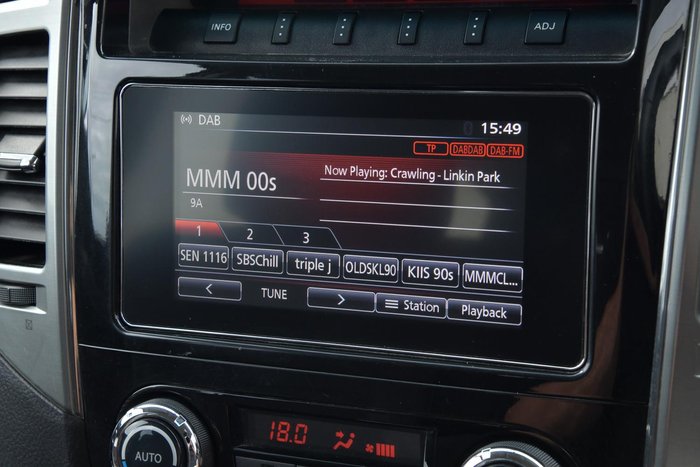 INFO ADJ
DAB 15:49
TP DABDAB DAB-FM
Now Playing: Crawling - Linkin Park
MMM 00s
9A
1 2 3
SEN 1116 SBSChill triple j OLDSKL90 KIIS 90s MMMCL...
< TUNE > Station Playback
AUTO 18.0